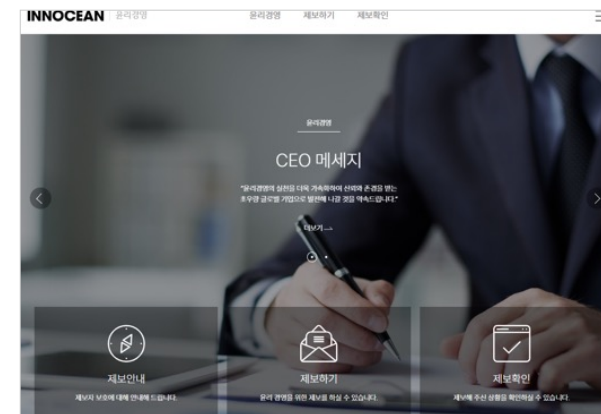 INNOCEAN 윤리경영 윤리경영 제보하기 제보확인
윤리경영
CEO 메세지
"윤리경영의 실천을 더욱 가속화하여 신뢰와 존경을 받는
초우량 글로벌 기업으로 발전해 나갈 것을 약속드립니다."
더보기
제보안내
제보자 보호에 대해 안내해 드립니다.
제보하기
윤리 경영을 위한 제보를 하실 수 있습니다.
제보확인
제보해 주신 상황을 확인하실 수 있습니다.